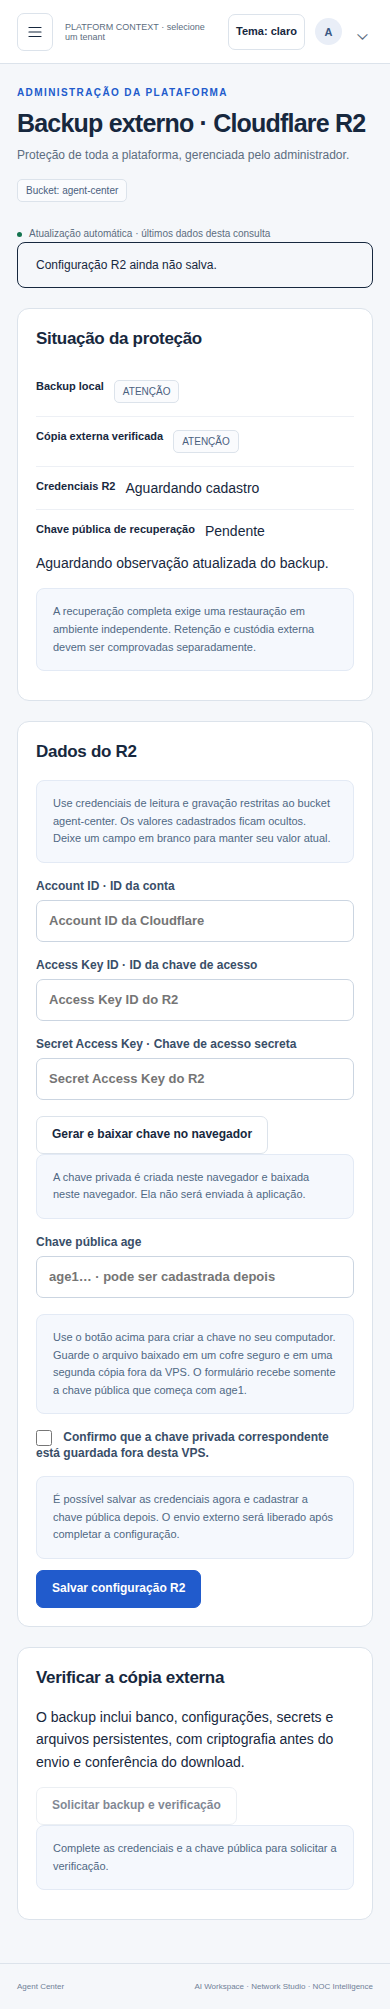 PLATFORM CONTEXT · selecione
um tenant
Tema: claro
A
ADMINISTRAÇÃO DA PLATAFORMA
Backup externo · Cloudflare R2
Proteção de toda a plataforma, gerenciada pelo administrador.
Bucket: agent-center
Atualização automática · últimos dados desta consulta
Configuração R2 ainda não salva.
Situação da proteção
Backup local ATENÇÃO
Cópia externa verificada ATENÇÃO
Credenciais R2 Aguardando cadastro
Chave pública de recuperação Pendente
Aguardando observação atualizada do backup.
A recuperação completa exige uma restauração em
ambiente independente. Retenção e custódia externa
devem ser comprovadas separadamente.
Dados do R2
Use credenciais de leitura e gravação restritas ao bucket
agent-center. Os valores cadastrados ficam ocultos.
Deixe um campo em branco para manter seu valor atual.
Account ID · ID da conta
Account ID da Cloudflare
Access Key ID · ID da chave de acesso
Access Key ID do R2
Secret Access Key · Chave de acesso secreta
Secret Access Key do R2
Gerar e baixar chave no navegador
A chave privada é criada neste navegador e baixada
neste navegador. Ela não será enviada à aplicação.
Chave pública age
age1… · pode ser cadastrada depois
Use o botão acima para criar a chave no seu computador.
Guarde o arquivo baixado em um cofre seguro e em uma
segunda cópia fora da VPS. O formulário recebe somente
a chave pública que começa com age1.
Confirmo que a chave privada correspondente
está guardada fora desta VPS.
É possível salvar as credenciais agora e cadastrar a
chave pública depois. O envio externo será liberado após
completar a configuração.
Salvar configuração R2
Verificar a cópia externa
O backup inclui banco, configurações, secrets e
arquivos persistentes, com criptografia antes do
envio e conferência do download.
Solicitar backup e verificação
Complete as credenciais e a chave pública para solicitar a
verificação.
Agent Center
AI Workspace · Network Studio · NOC Intelligence